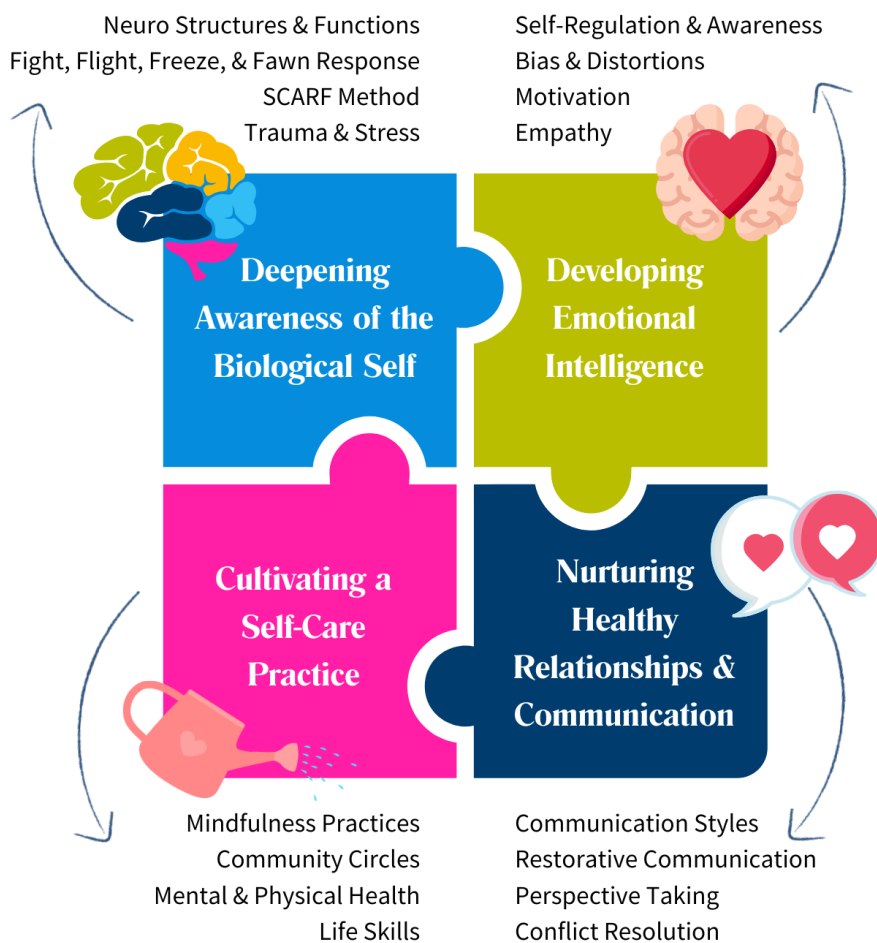 Neuro Structures & Functions
Fight, Flight, Freeze, & Fawn Response
SCARF Method
Trauma & Stress
Self-Regulation & Awareness
Bias & Distortions
Motivation
Empathy
Deepening
Awareness of the
Biological Self
Developing
Emotional
Intelligence
Cultivating a
Self-Care
Practice
Nurturing
Healthy
Relationships &
Communication
Mindfulness Practices
Community Circles
Mental & Physical Health
Life Skills
Communication Styles
Restorative Communication
Perspective Taking
Conflict Resolution